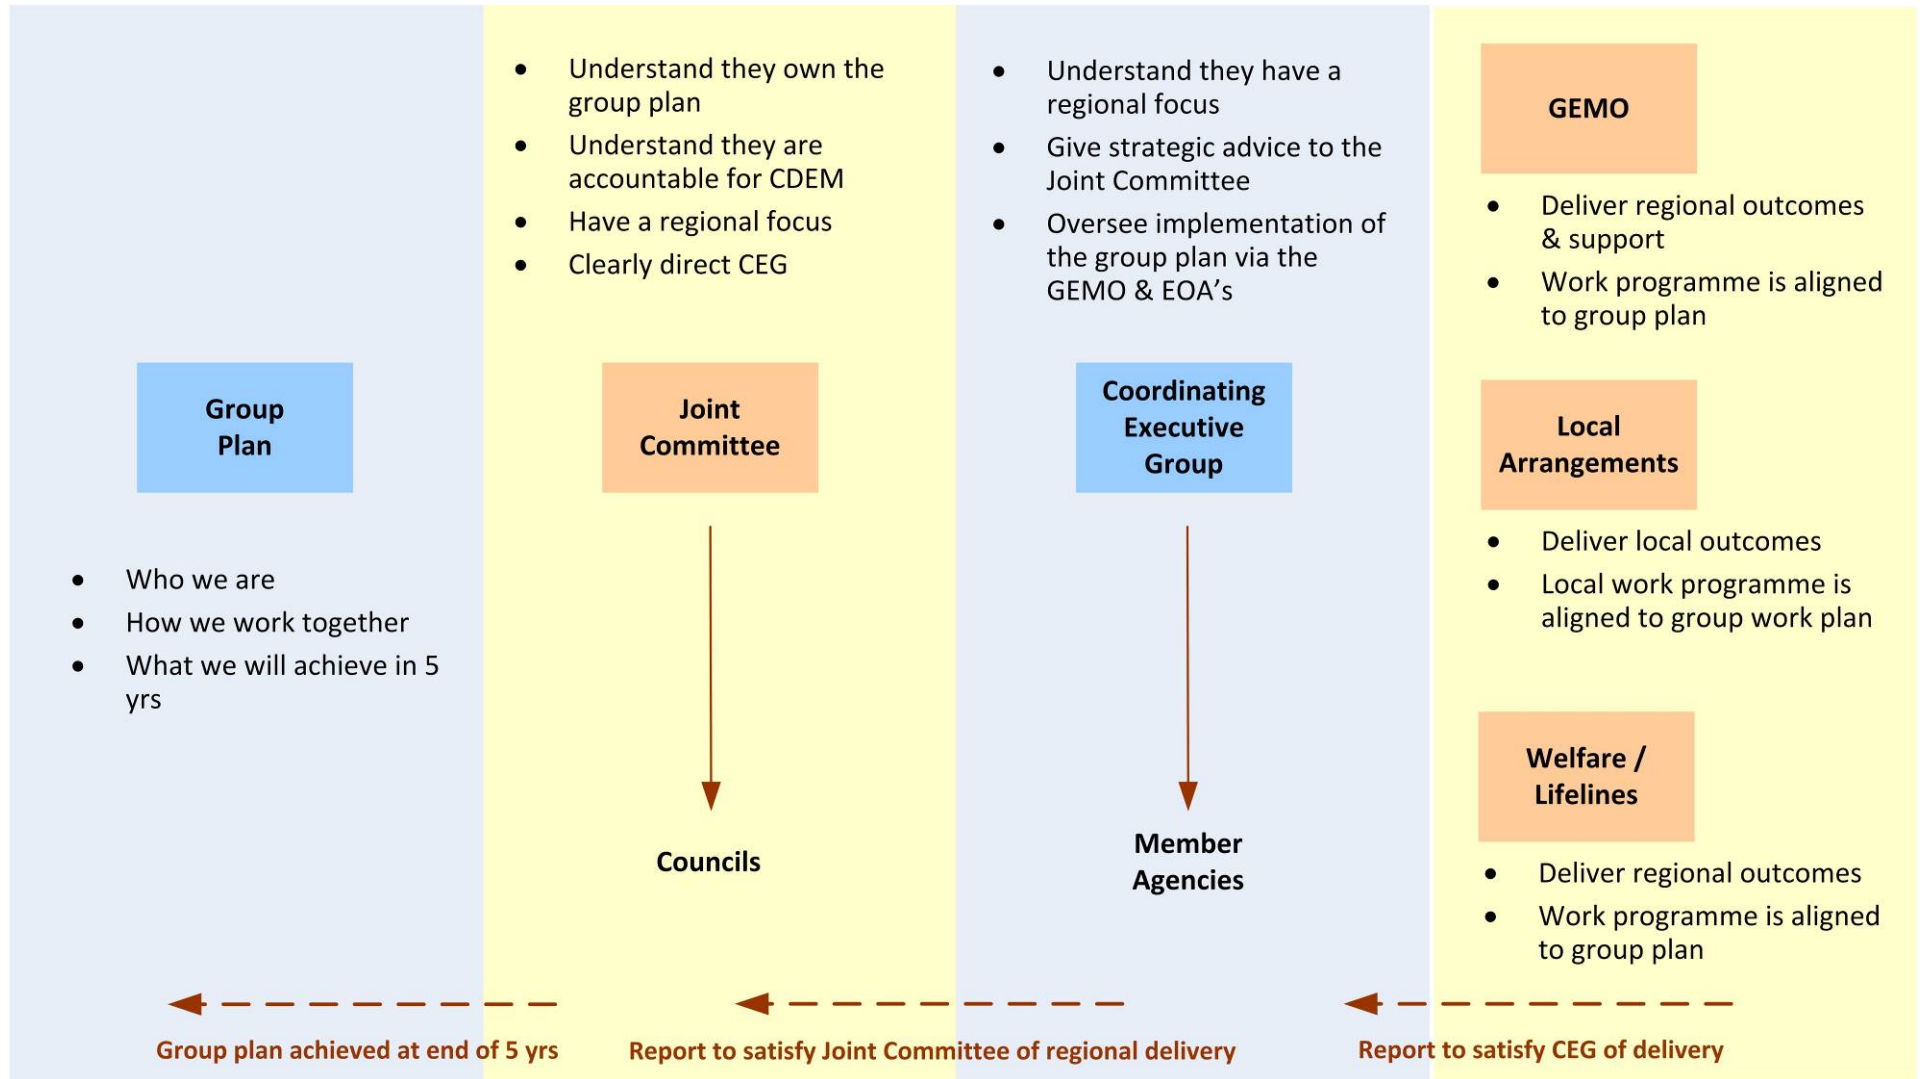 Group
Plan
• Who we are
• How we work together
• What we will achieve in 5
yrs
• Understand they own the
group plan
• Understand they are
accountable for CDEM
• Have a regional focus
• Clearly direct CEG
Joint
Committee
Councils
• Understand they have a
regional focus
• Give strategic advice to the
Joint Committee
• Oversee implementation of
the group plan via the
GEMO & EOA’s
Coordinating
Executive
Group
Member
Agencies
GEMO
• Deliver regional outcomes
& support
• Work programme is aligned
to group plan
Local
Arrangements
• Deliver local outcomes
• Local work programme is
aligned to group work plan
Welfare /
Lifelines
• Deliver regional outcomes
• Work programme is aligned
to group plan
Group plan achieved at end of 5 yrs
Report to satisfy Joint Committee of regional delivery
Report to satisfy CEG of delivery